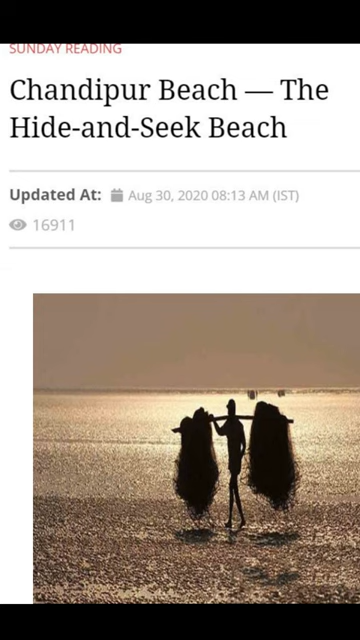 SUNDAY READING
Chandipur Beach — The
Hide-and-Seek Beach
Updated At: Aug 30, 2020 08:13 AM (IST)
16911